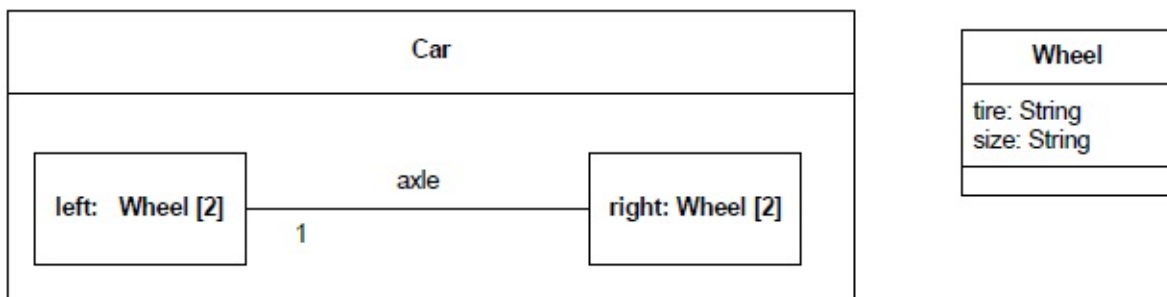 Car
left: Wheel [2]
axle
1
right: Wheel [2]
Wheel
tire: String
size: String